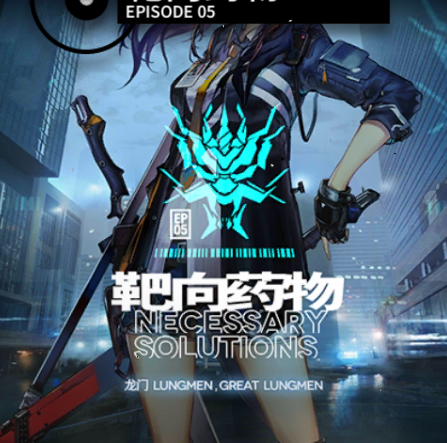 EPISODE 05
EP
05
靶向药物
NECESSARY
SOLUTIONS
龙门 LUNGMEN, GREAT LUNGMEN